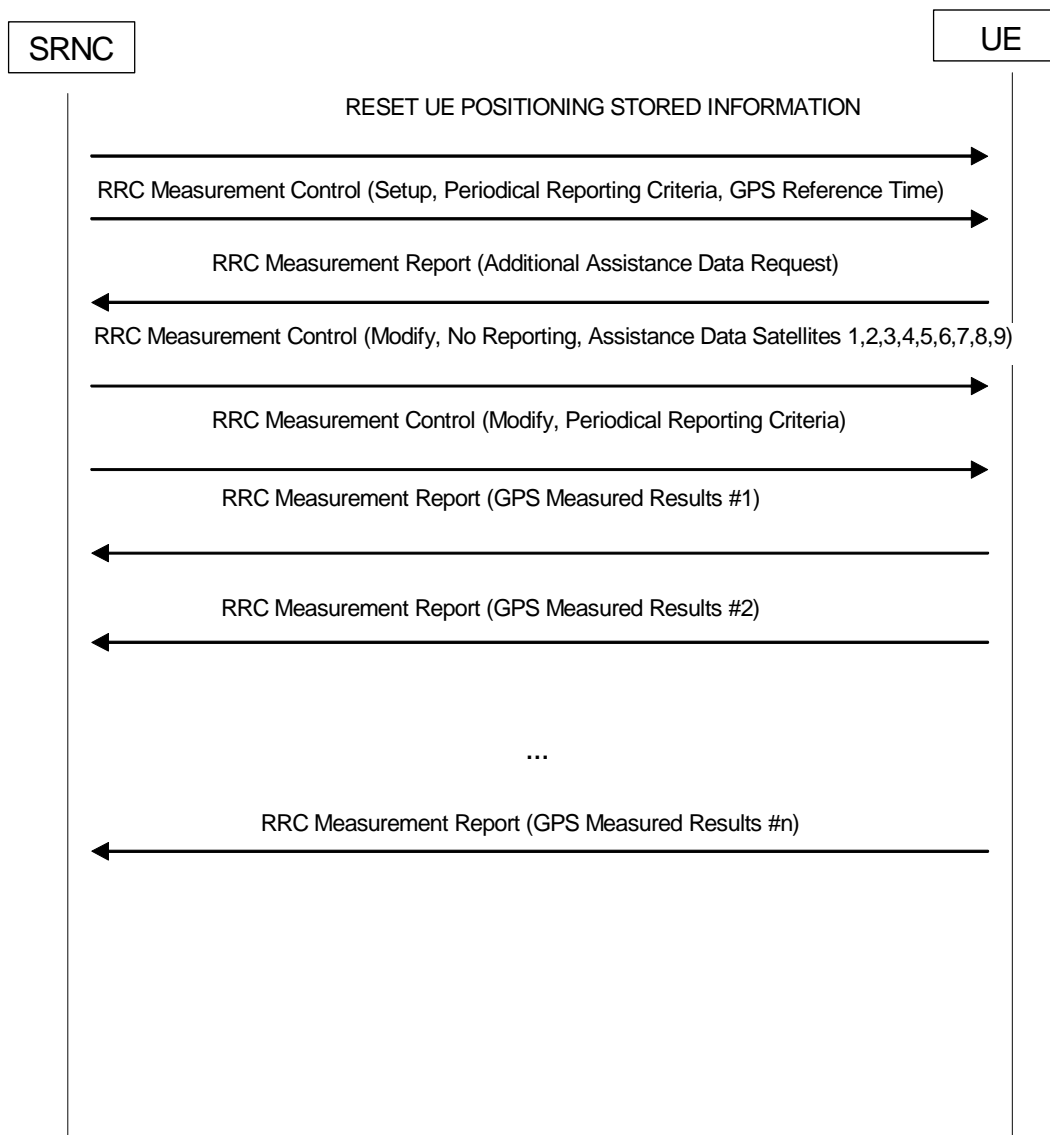 SRNC
UE
RESET UE POSITIONING STORED INFORMATION
RRC Measurement Control (Setup, Periodical Reporting Criteria, GPS Reference Time)
RRC Measurement Report (Additional Assistance Data Request)
RRC Measurement Control (Modify, No Reporting, Assistance Data Satellites 1,2,3,4,5,6,7,8,9)
RRC Measurement Control (Modify, Periodical Reporting Criteria)
RRC Measurement Report (GPS Measured Results #1)
RRC Measurement Report (GPS Measured Results #2)
...
RRC Measurement Report (GPS Measured Results #n)